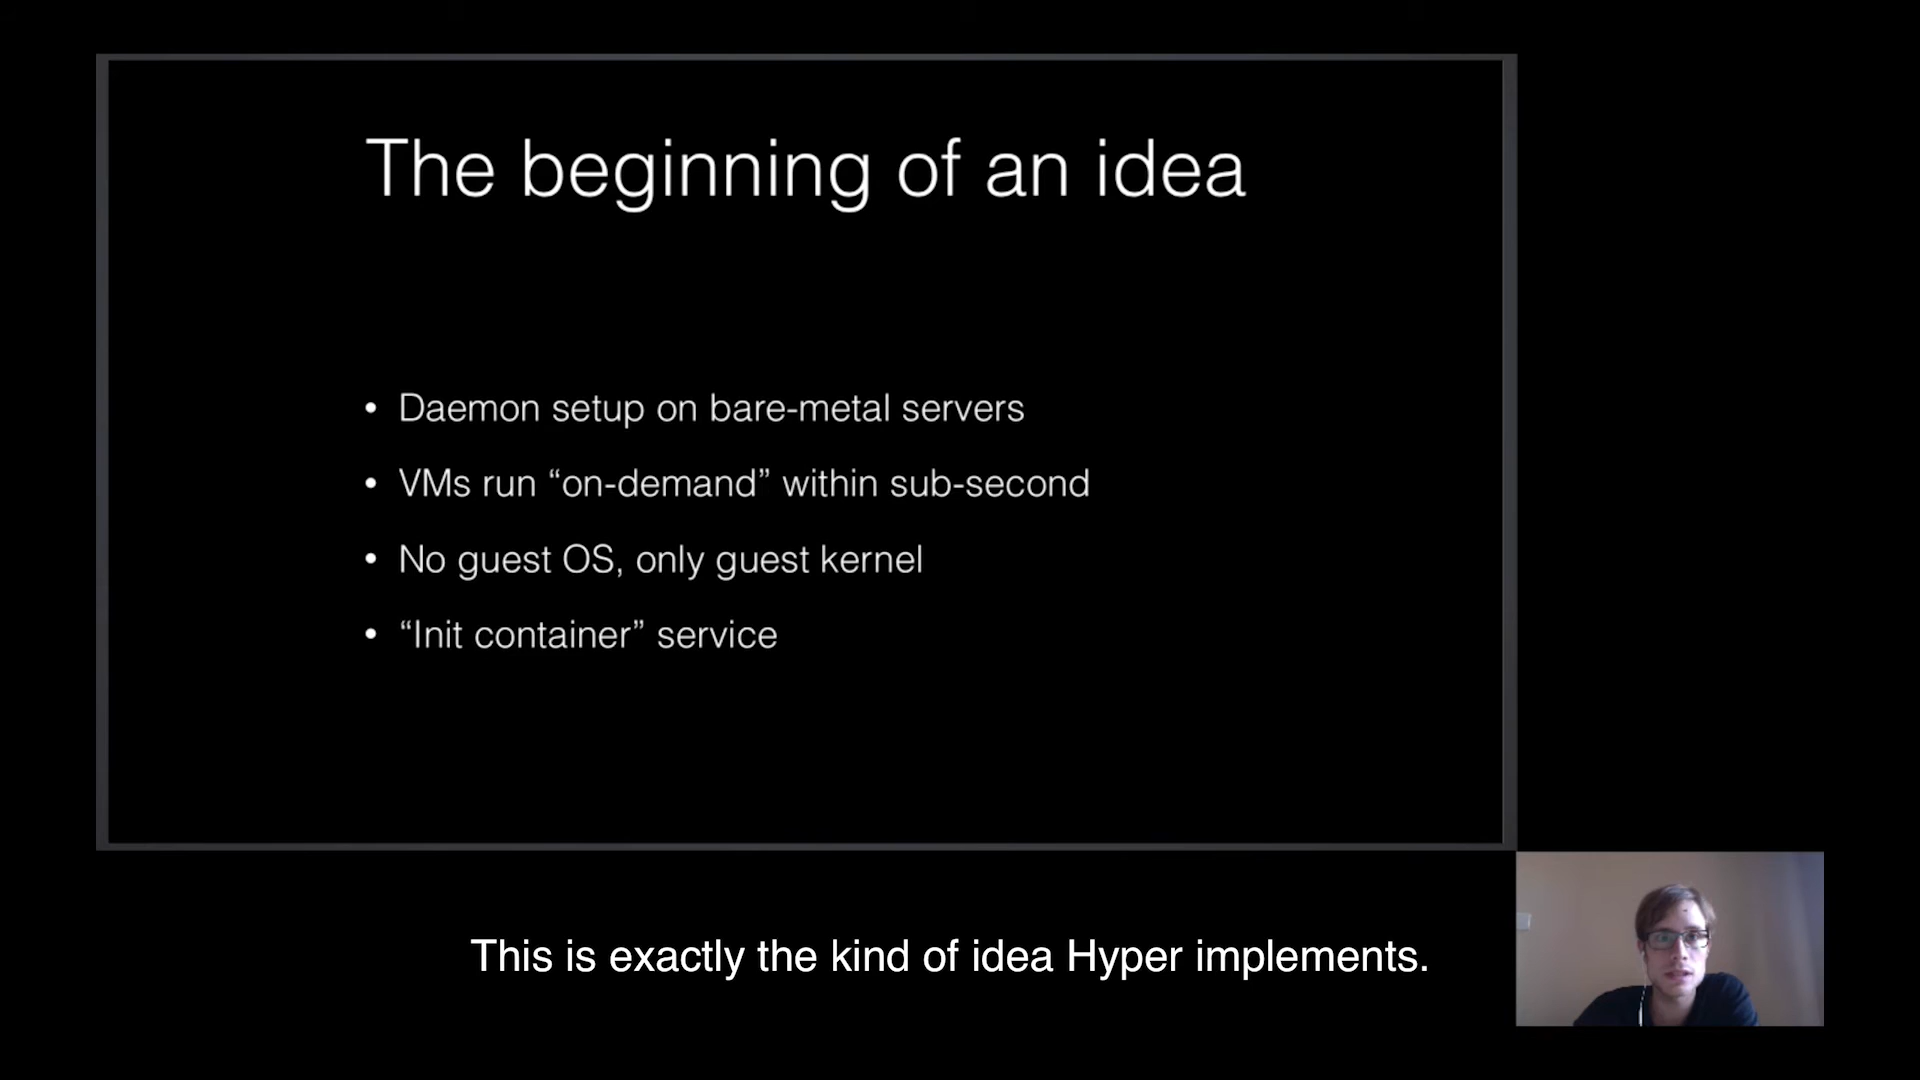 The beginning of an idea
• Daemon setup on bare-metal servers
• VMs run “on-demand” within sub-second
• No guest OS, only guest kernel
• “Init container” service
This is exactly the kind of idea Hyper implements.